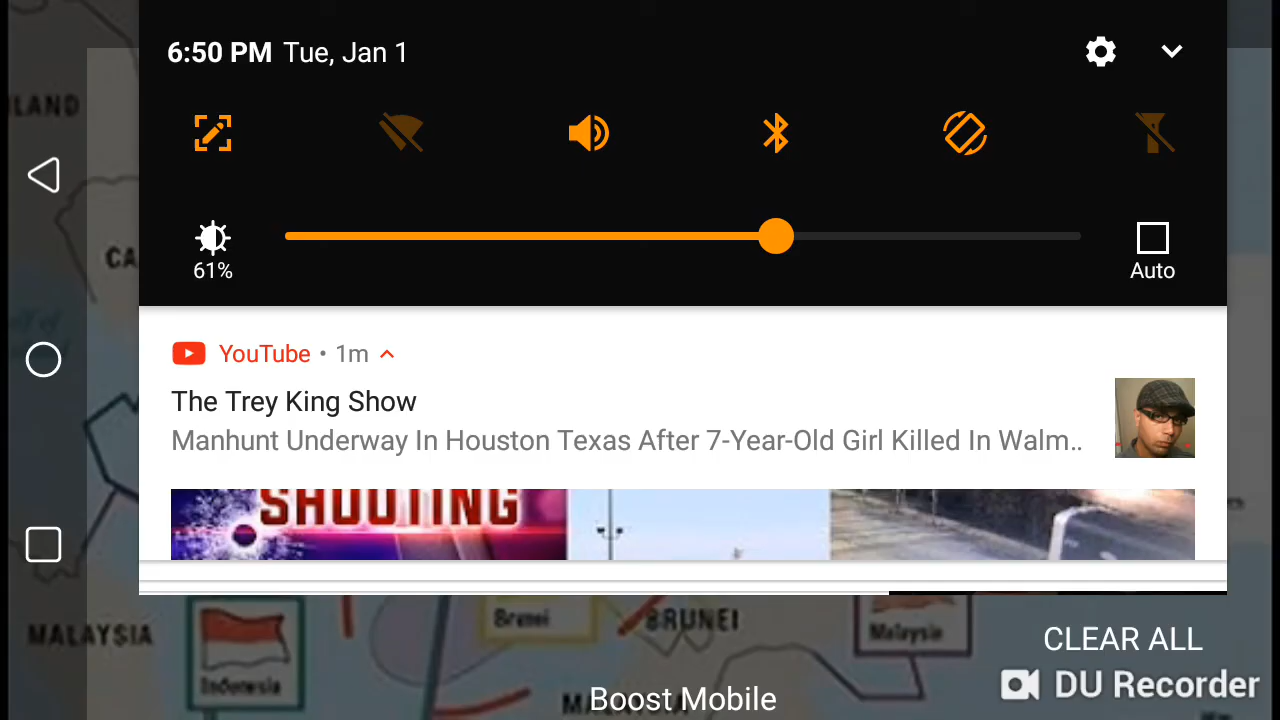 6:50 PM Tue, Jan 1
61%
Auto
YouTube • 1m
The Trey King Show
Manhunt Underway In Houston Texas After 7-Year-Old Girl Killed In Walm..
SHOOTING
CA
MALAYSIA
Brunei
BRUNEI
Malaysia
Indonesia
CLEAR ALL
DU Recorder
Boost Mobile